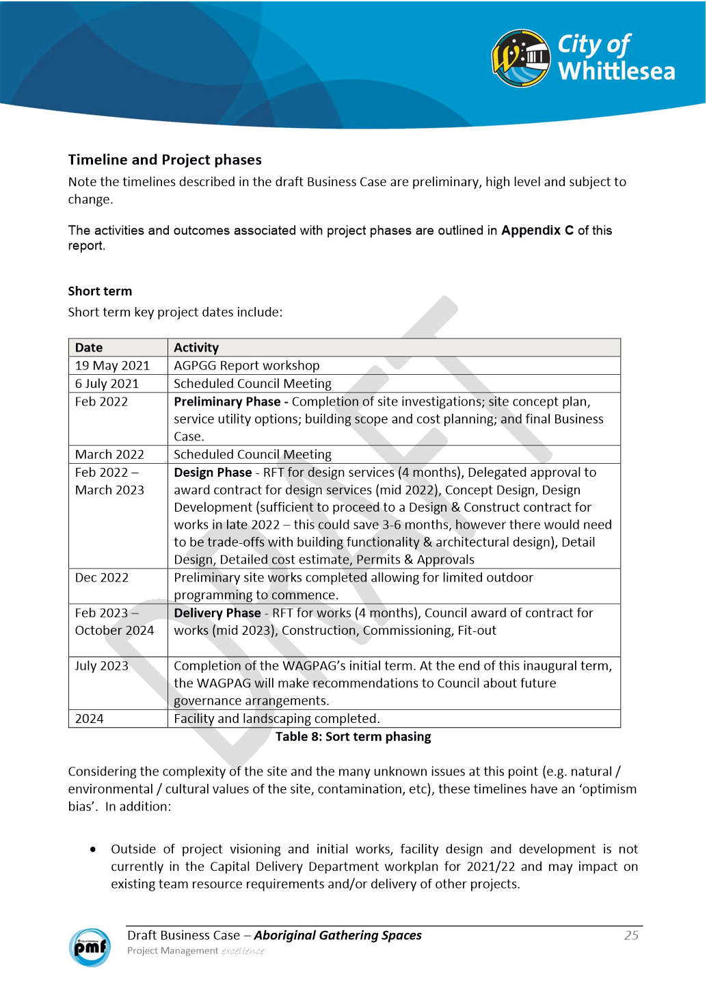 City of
Whittlesea
Timeline and Project phases
Note the timelines described in the draft Business Case are preliminary, high level and subject to
change.
The activities and outcomes associated with project phases are outlined in Appendix C of this
report.
Short term
Short term key project dates include:
Date Activity
19 May 2021 AGPGG Report workshop
6 July 2021 Scheduled Council Meeting
Feb 2022 Preliminary Phase - Completion of site investigations; site concept plan,
service utility options; building scope and cost planning; and final Business
Case.
March 2022 Scheduled Council Meeting
Feb 2022 – Design Phase - RFT for design services (4 months), Delegated approval to
March 2023 award contract for design services (mid 2022), Concept Design, Design
Development (sufficient to proceed to a Design & Construct contract for
works in late 2022 – this could save 3-6 months, however there would need
to be trade-offs with building functionality & architectural design), Detail
Design, Detailed cost estimate, Permits & Approvals
Dec 2022 Preliminary site works completed allowing for limited outdoor
programming to commence.
Feb 2023 – Delivery Phase - RFT for works (4 months), Council award of contract for
October 2024 works (mid 2023), Construction, Commissioning, Fit-out
July 2023 Completion of the WAGPAG’s initial term. At the end of this inaugural term,
the WAGPAG will make recommendations to Council about future
governance arrangements.
2024 Facility and landscaping completed.
Table 8: Sort term phasing
DRAFT
Considering the complexity of the site and the many unknown issues at this point (e.g. natural /
environmental / cultural values of the site, contamination, etc), these timelines have an ‘optimism
bias’. In addition:
• Outside of project visioning and initial works, facility design and development is not
currently in the Capital Delivery Department workplan for 2021/22 and may impact on
existing team resource requirements and/or delivery of other projects.
City of Whittlesea
pmf
Draft Business Case – Aboriginal Gathering Spaces 25
Project Management excellence